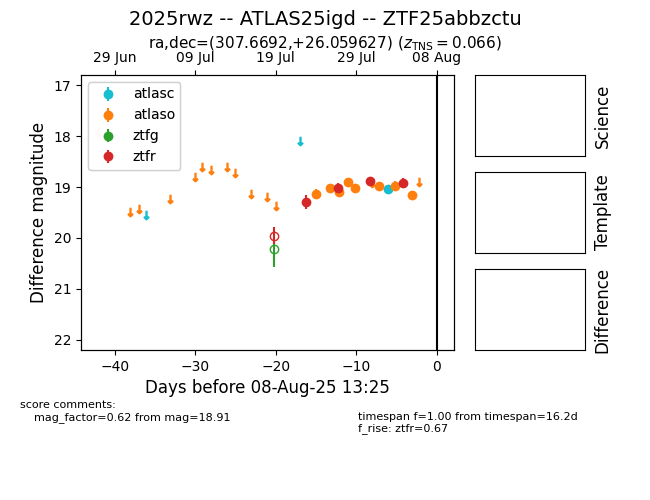 2025rwz -- ATLAS25igd -- ZTF25abbzctu
ra,dec=(307.6692,+26.059627) (z_TNS = 0.066)
29 Jun 09 Jul 19 Jul 29 Jul 08 Aug
atlasc
atlaso
ztfg
ztfr
17
18
19
20
21
22
Difference magnitude
−40 −30 −20 −10 0
Days before 08-Aug-25 13:25
Science
Template
Difference
score comments:
mag_factor=0.62 from mag=18.91
timespan f=1.00 from timespan=16.2d
f_rise: ztfr=0.67